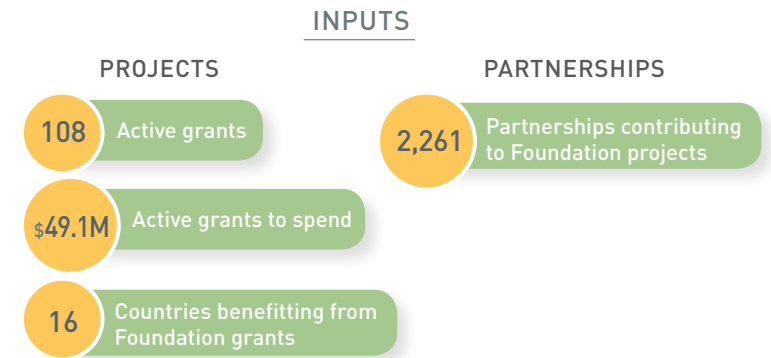 INPUTS
PROJECTS
108
Active grants
$49.1M
Active grants to spend
16
Countries benefitting from
Foundation grants
PARTNERSHIPS
2,261
Partnerships contributing
to Foundation projects